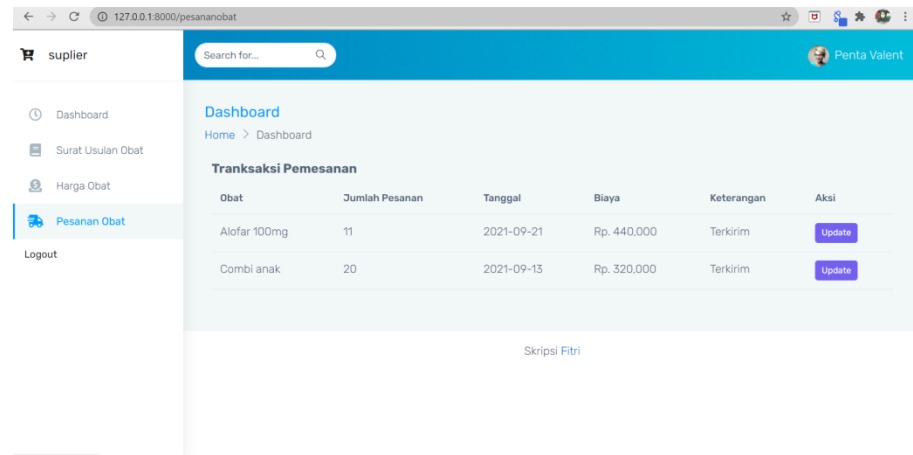 127.0.0.1:8000/pesananobat
suplier
Search for...
Penta Valent
Dashboard
Surat Usulan Obat
Harga Obat
Pesanan Obat
Logout
Dashboard
Home > Dashboard
Tranksaksi Pemesanan
Obat Jumlah Pesanan Tanggal Biaya Keterangan Aksi
Alofar 100mg 11 2021-09-21 Rp. 440,000 Terkirim Update
Combi anak 20 2021-09-13 Rp. 320,000 Terkirim Update
Skripsi Fitri